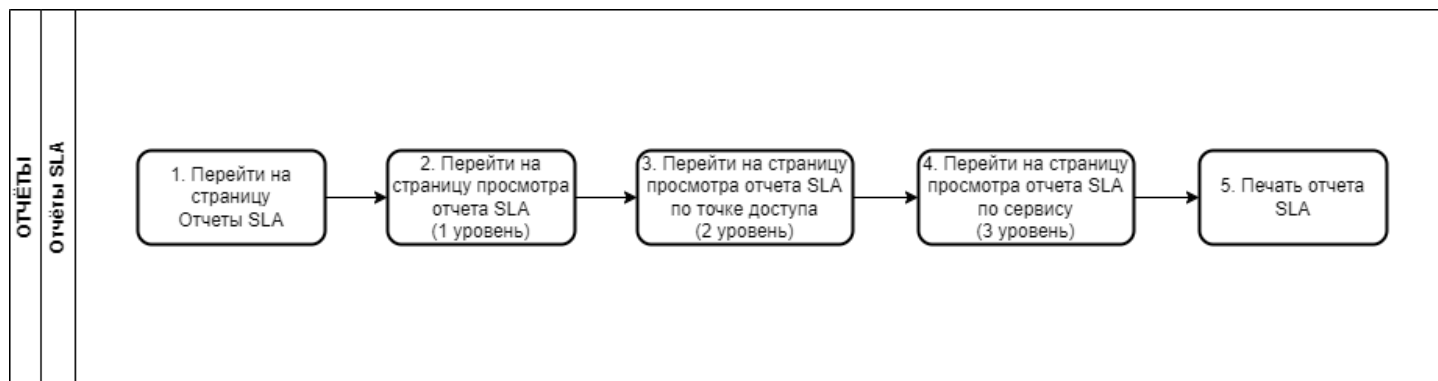 ОТЧЁТЫ
Отчёты SLA
1. Перейти на
страницу
Отчеты SLA
2. Перейти на
страницу просмотра
отчета SLA
(1 уровень)
3. Перейти на страницу
просмотра отчета SLA
по точке доступа
(2 уровень)
4. Перейти на страницу
просмотра отчета SLA
по сервису
(3 уровень)
5. Печать отчета
SLA